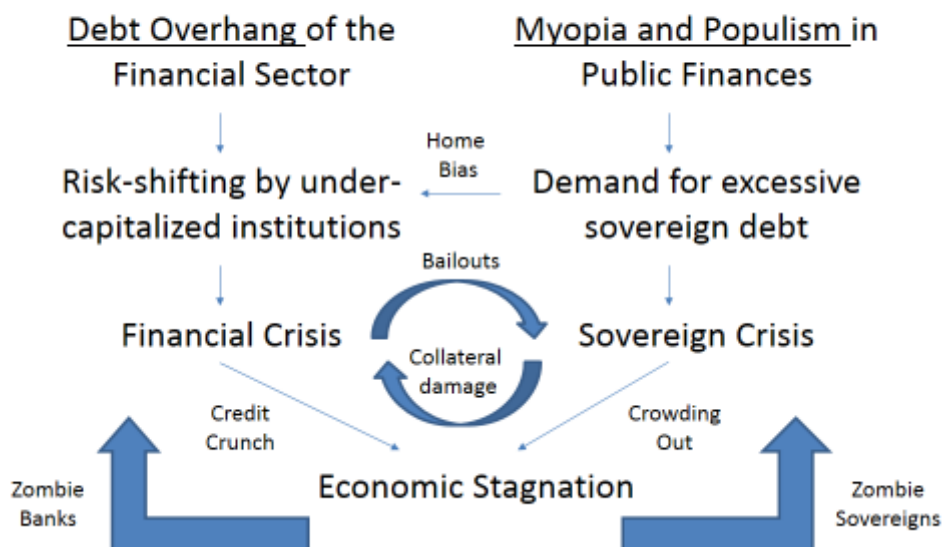 Debt Overhang of the
Financial Sector
Myopia and Populism in
Public Finances
Home
Bias
Risk-shifting by under-
capitalized institutions
Demand for excessive
sovereign debt
Bailouts
Financial Crisis
Sovereign Crisis
Collateral
damage
Credit
Crunch
Crowding
Out
Economic Stagnation
Zombie
Banks
Zombie
Sovereigns